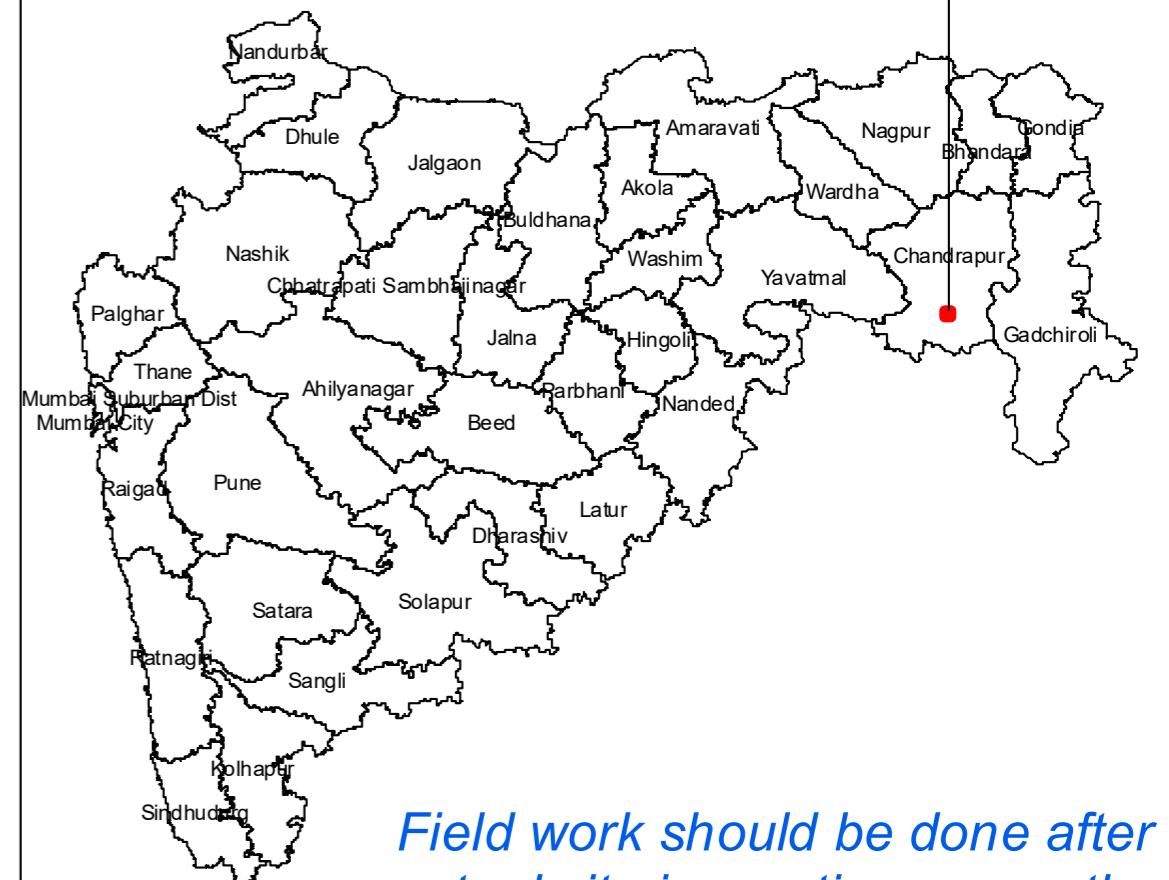 Nandurbar
Dhule
Jalgaon
Amaravati
Nagpur
Gondia
Bhandara
Akola
Wardha
Buldhana
Nashik
Washim
Chandrapur
Chhatrapati Sambhajinagar
Yavatmal
Palghar
Jalna
Hingoli
Gadchiroli
Thane
Ahilyanagar
Parbhani
Mumbai Suburban Dist
Nanded
Mumbai City
Beed
Raigad
Pune
Latur
Dharashiv
Satara
Solapur
Ratnagiri
Sangli
Kolhapur
Sindhudurg
Field work should be done after